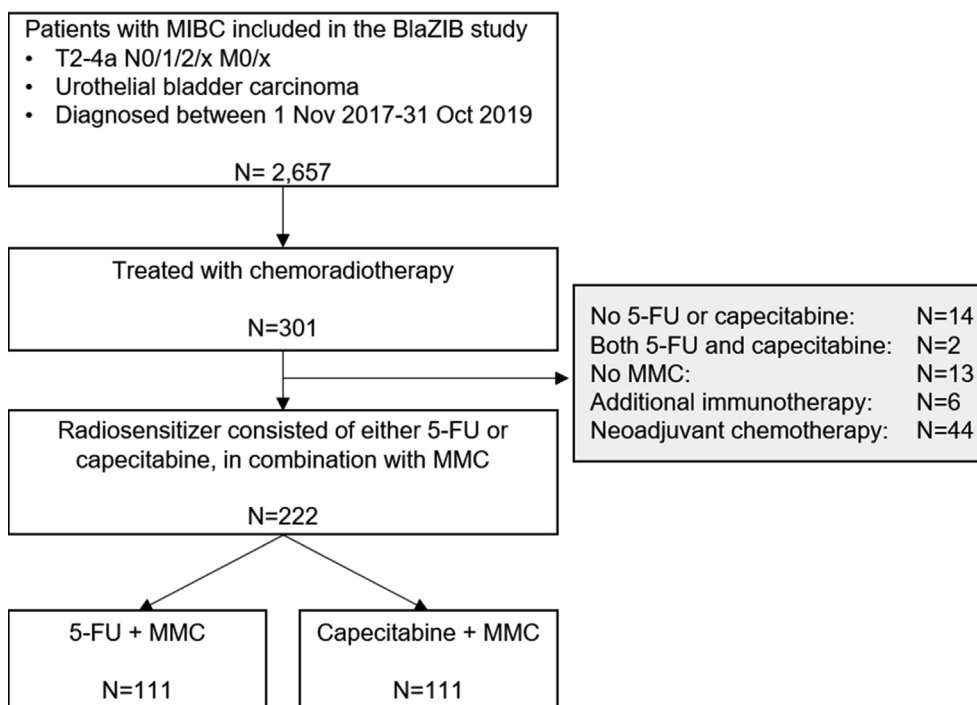 Patients with MIBC included in the BlaZIB study
• T2-4a N0/1/2/x M0/x
• Urothelial bladder carcinoma
• Diagnosed between 1 Nov 2017-31 Oct 2019
N= 2,657
Treated with chemoradiotherapy
N=301
No 5-FU or capecitabine: N=14
Both 5-FU and capecitabine: N=2
No MMC: N=13
Additional immunotherapy: N=6
Neoadjuvant chemotherapy: N=44
Radiosensitizer consisted of either 5-FU or
capecitabine, in combination with MMC
N=222
5-FU + MMC
N=111
Capecitabine + MMC
N=111